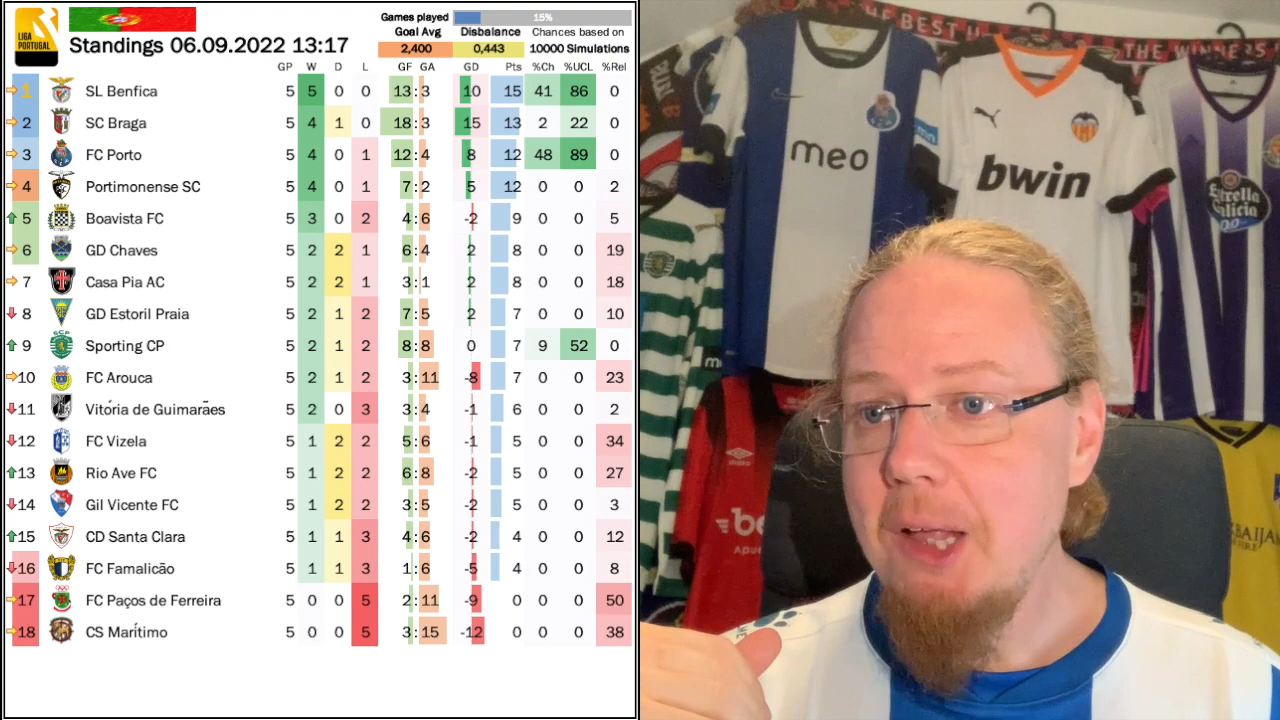 LIGA PORTUGAL
Standings 06.09.2022 13:17
Games played 15%
Goal Avg Disbalance Chances based on
2,400 0,443 10000 Simulations
GP W D L GF GA GD Pts %Ch %UCL %Rel
1 SL Benfica 5 5 0 0 13:3 10 15 41 86 0
2 SC Braga 5 4 1 0 18:3 15 13 2 22 0
3 FC Porto 5 4 0 1 12:4 8 12 48 89 0
4 Portimonense SC 5 4 0 1 7:2 5 12 0 0 2
5 Boavista FC 5 3 0 2 4:6 -2 9 0 0 5
6 GD Chaves 5 2 2 1 6:4 2 8 0 0 19
7 Casa Pia AC 5 2 2 1 3:1 2 8 0 0 18
8 GD Estoril Praia 5 2 1 2 7:5 2 7 0 0 10
9 Sporting CP 5 2 1 2 8:8 0 7 9 52 0
10 FC Arouca 5 2 1 2 3:11 -8 7 0 0 23
11 Vitória de Guimarães 5 2 0 3 3:4 -1 6 0 0 2
12 FC Vizela 5 1 2 2 5:6 -1 5 0 0 34
13 Rio Ave FC 5 1 2 2 6:8 -2 5 0 0 27
14 Gil Vicente FC 5 1 2 2 3:5 -2 5 0 0 3
15 CD Santa Clara 5 1 1 3 4:6 -2 4 0 0 12
16 FC Famalicão 5 1 1 3 1:6 -5 4 0 0 8
17 FC Paços de Ferreira 5 0 0 5 2:11 -9 0 0 0 50
18 CS Marítimo 5 0 0 5 3:15 -12 0 0 0 38
THE BEST
THE WINNERS
meo
bwin
Estrella
Galicia
0,0